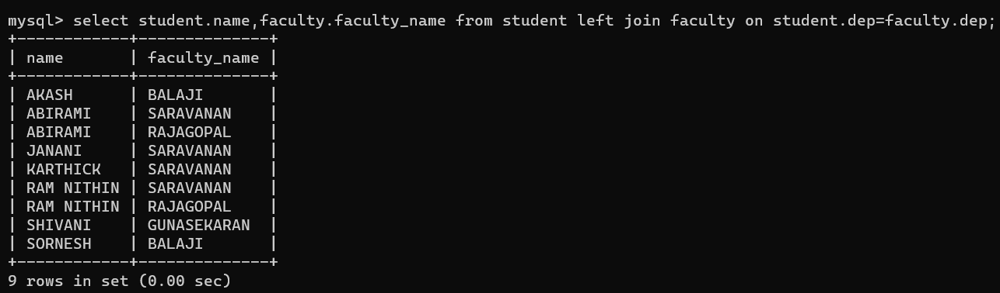 mysql> select student.name,faculty.faculty_name from student left join faculty on student.dep=faculty.dep;
+------------+--------------+
| name       | faculty_name |
+------------+--------------+
| AKASH      | BALAJI       |
| ABIRAMI    | SARAVANAN    |
| ABIRAMI    | RAJAGOPAL    |
| JANANI     | SARAVANAN    |
| KARTHICK   | SARAVANAN    |
| RAM NITHIN | SARAVANAN    |
| RAM NITHIN | RAJAGOPAL    |
| SHIVANI    | GUNASEKARAN  |
| SORNESH    | BALAJI       |
+------------+--------------+
9 rows in set (0.00 sec)